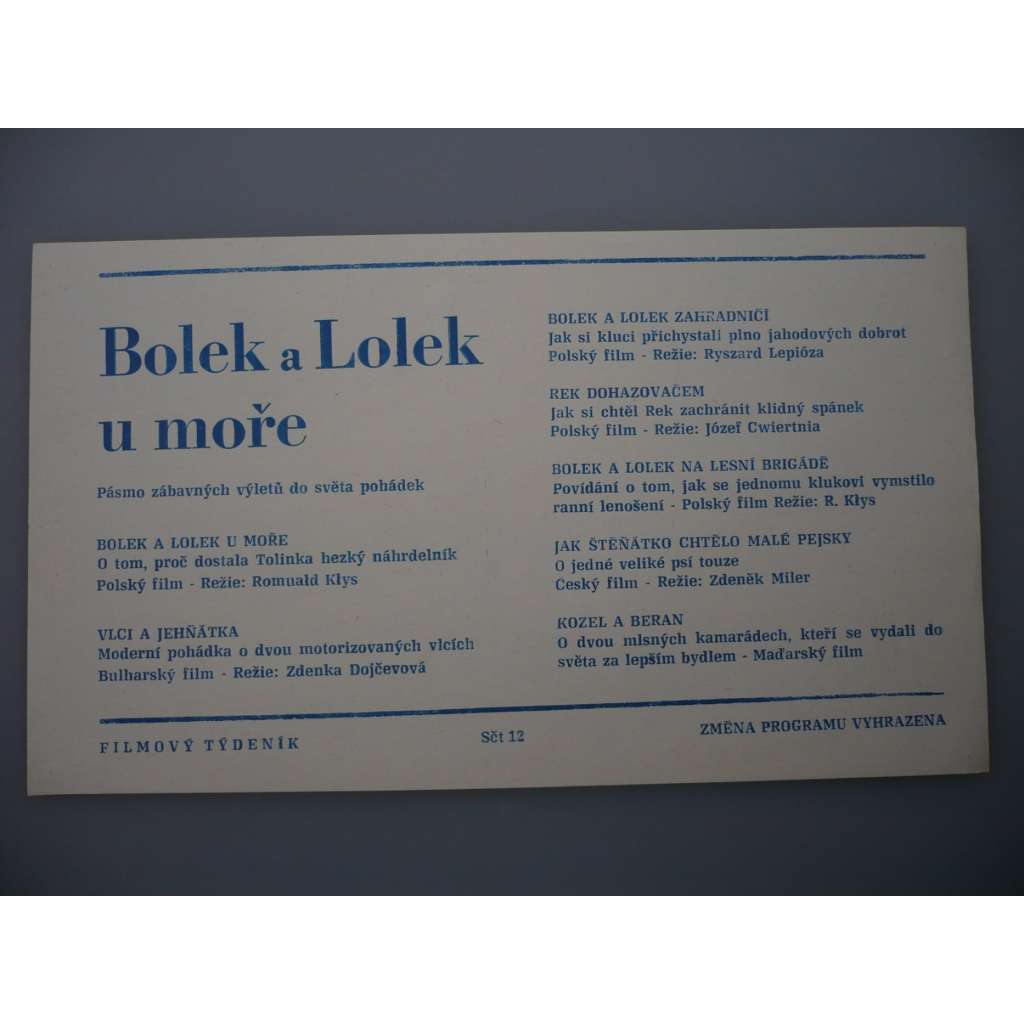 Bolek a Lolek
u moře
Pásmo zábavných výletů do světa pohádek
BOLEK A LOLEK U MOŘE
O tom, proč dostala Tolinka hezký náhrdelník
Polský film - Režie: Romuald Kłys
VLCI A JEHŇÁTKA
Moderní pohádka o dvou motorizovaných vlcích
Bulharský film - Režie: Zdenka Dojčevová
BOLEK A LOLEK ZAHRADNIČÍ
Jak si kluci přichystali plno jahodových dobrot
Polský film - Režie: Ryszard Lepióza
REK DOHAZOVAČEM
Jak si chtěl Rek zachránit klidný spánek
Polský film - Režie: Józef Cwiertnia
BOLEK A LOLEK NA LESNÍ BRIGÁDĚ
Povídání o tom, jak se jednomu klukovi vymstilo
ranní lenošení - Polský film Režie: R. Kłys
JAK ŠTĚŇÁTKO CHTĚLO MALÉ PEJSKY
O jedné veliké psí touze
Český film - Režie: Zdeněk Miler
KOZEL A BERAN
O dvou mlsných kamarádech, kteří se vydali do
světa za lepším bydlem - Maďarský film
FILMOVÝ TÝDENÍK
Sčt 12
ZMĚNA PROGRAMU VYHRAZENA